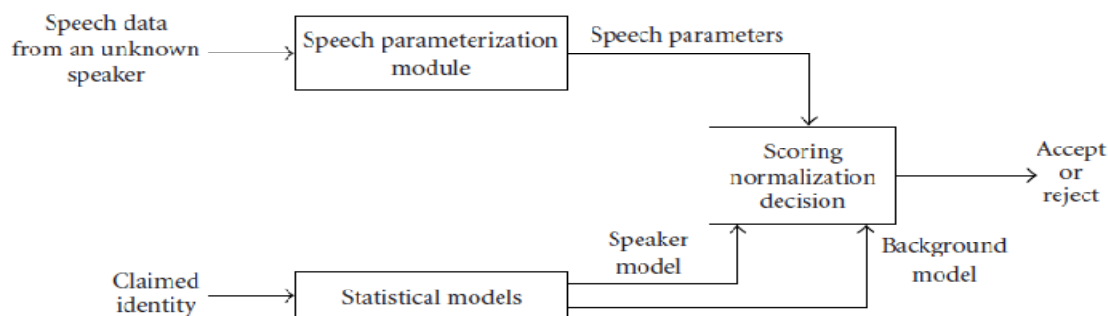 Speech data
from an unknown
speaker
Speech parameterization
module
Speech parameters
Scoring
normalization
decision
Accept
or
reject
Speaker
model
Background
model
Claimed
identity
Statistical models